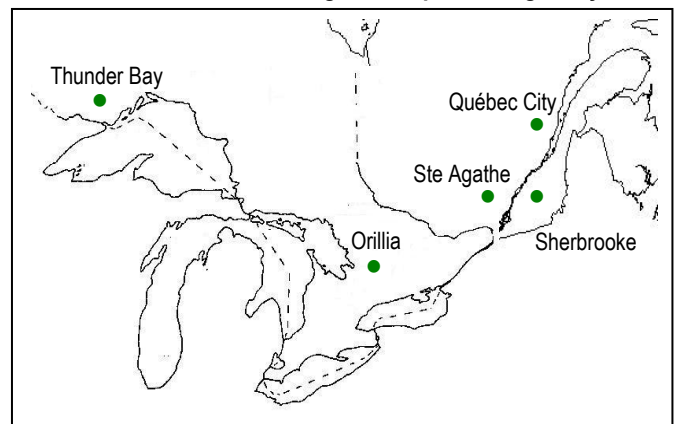 Thunder Bay
Québec City
Ste Agathe
Orillia
Sherbrooke